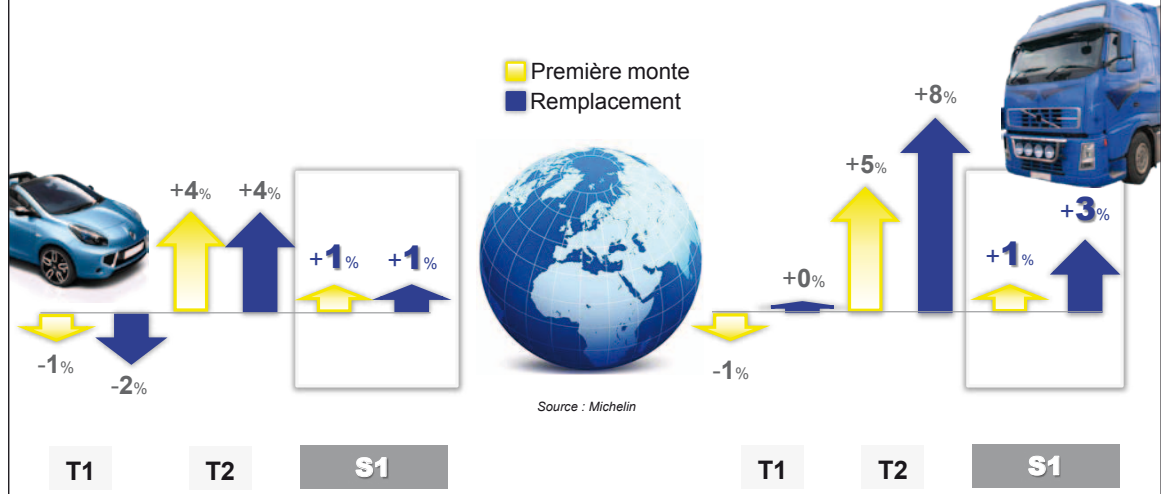 Première monte
Remplacement
+4%
+4%
+1%
+1%
-1%
-2%
+8%
+5%
+3%
+1%
+0%
-1%
Source : Michelin
T1
T2
S1
T1
T2
S1